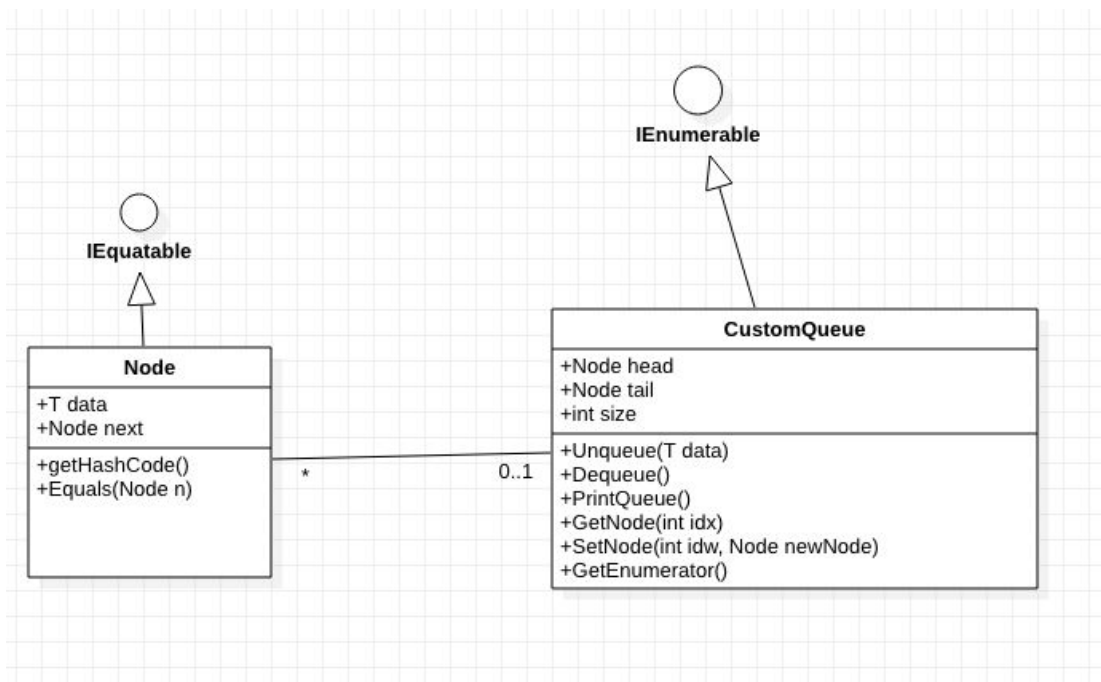 IEnumerable
IEquatable
Node
+T data
+Node next
+getHashCode()
+Equals(Node n)
*
0..1
CustomQueue
+Node head
+Node tail
+int size
+Unqueue(T data)
+Dequeue()
+PrintQueue()
+GetNode(int idx)
+SetNode(int idw, Node newNode)
+GetEnumerator()